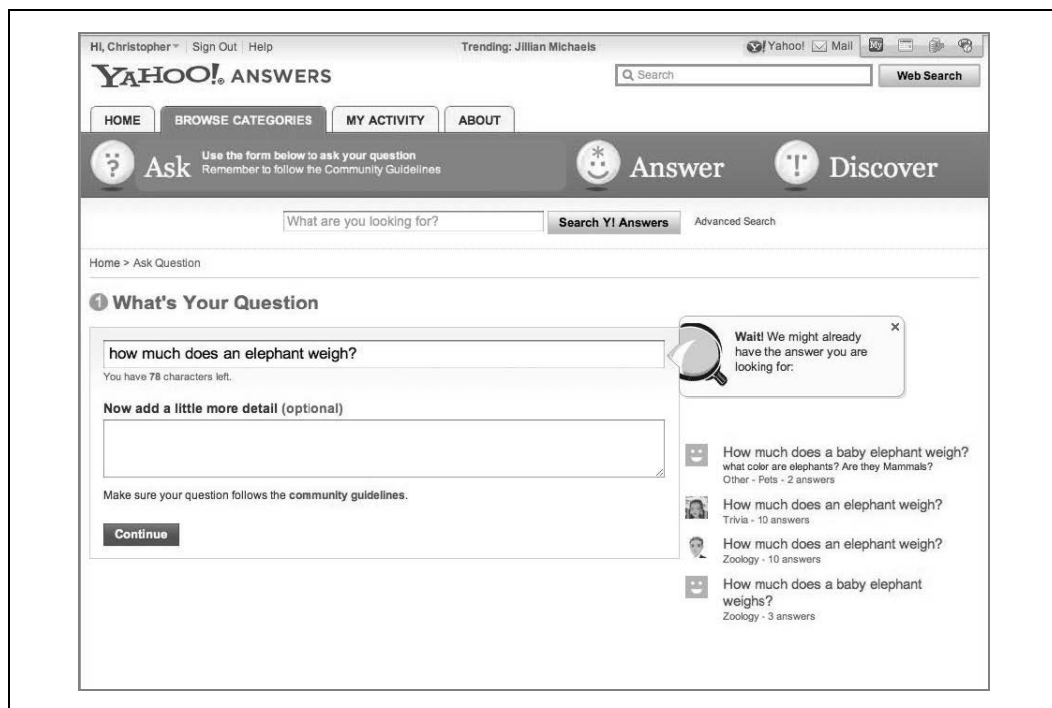 Hi, Christopher Sign Out Help Trending: Jillian Michaels Yahoo! Mail My
YAHOO! ANSWERS Search Web Search
HOME BROWSE CATEGORIES MY ACTIVITY ABOUT
Ask Use the form below to ask your question Answer Discover
Remember to follow the Community Guidelines
What are you looking for? Search Y! Answers Advanced Search
Home > Ask Question
1 What's Your Question
how much does an elephant weigh?
You have 78 characters left.
Now add a little more detail (optional)
Make sure your question follows the community guidelines.
Continue
Wait! We might already
have the answer you are
looking for:
How much does a baby elephant weigh?
what color are elephants? Are they Mammals?
Other - Pets - 2 answers
How much does an elephant weigh?
Trivia - 10 answers
How much does an elephant weigh?
Zoology - 10 answers
How much does a baby elephant
weighs?
Zoology - 3 answers